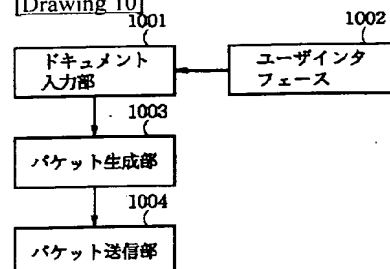 [Drawing 10]
1001
1002
ドキュメント
入力部
ユーザインタ
フェース
1003
パケット生成部
1004
パケット送信部